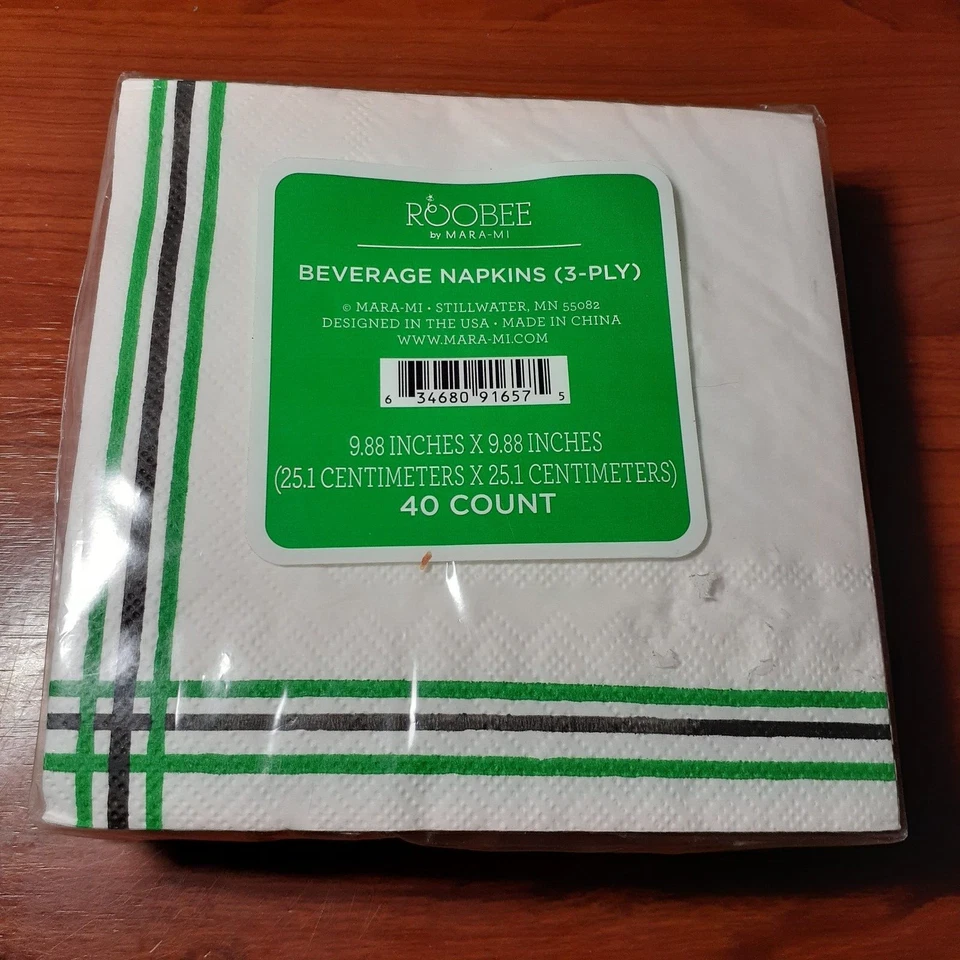 ROOBEE
by MARA-MI
BEVERAGE NAPKINS (3-PLY)
© MARA-MI • STILLWATER, MN 55082
DESIGNED IN THE USA • MADE IN CHINA
WWW.MARA-MI.COM
6 34680 91657 5
9.88 INCHES X 9.88 INCHES
(25.1 CENTIMETERS X 25.1 CENTIMETERS)
40 COUNT